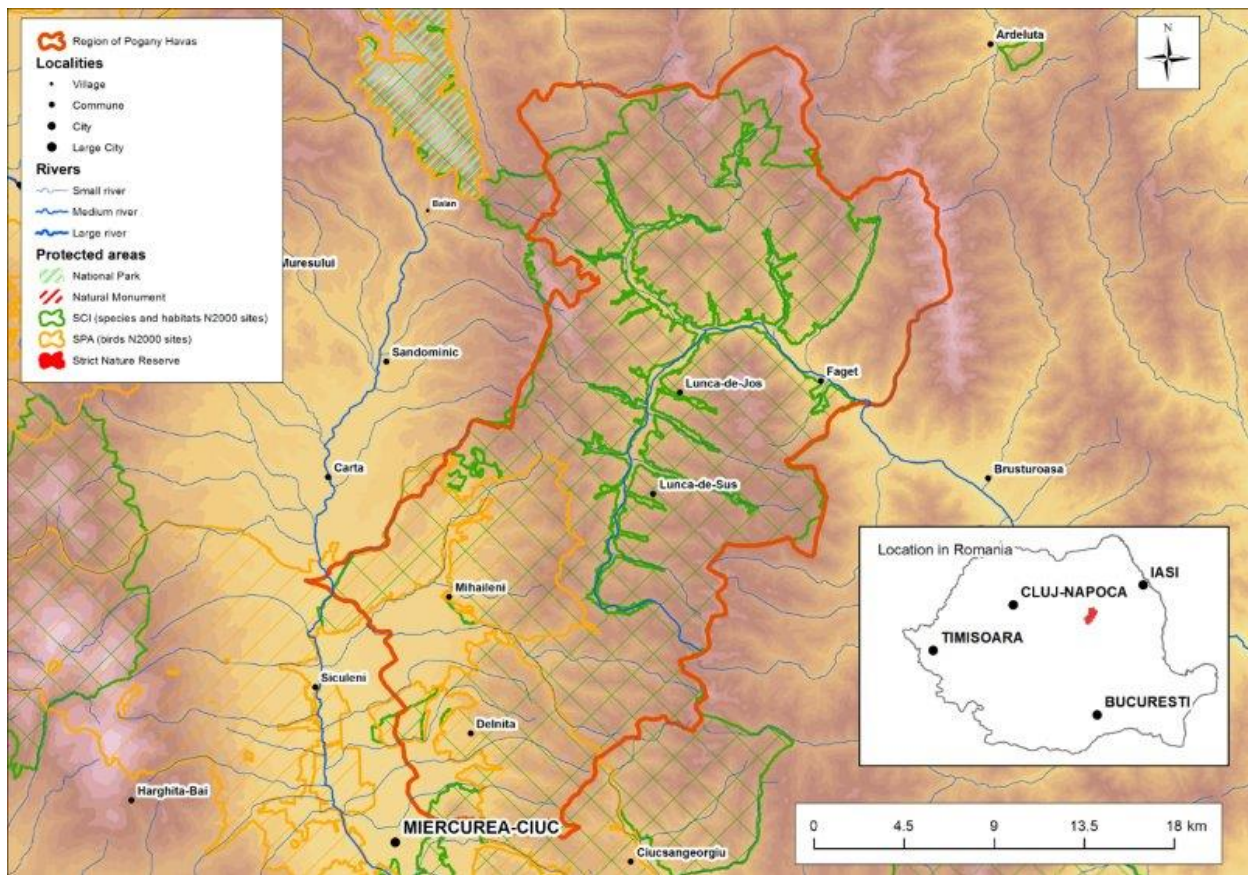 Region of Pogany Havas
Localities
Village
Commune
City
Large City
Rivers
Small river
Medium river
Large river
Protected areas
National Park
Natural Monument
SCI (species and habitats N2000 sites)
SPA (birds N2000 sites)
Strict Nature Reserve
N
Ardeluta
Balan
Muresului
Sandominic
Faget
Lunca-de-Jos
Carta
Brusturoasa
Lunca-de-Sus
Mihaileni
Siculeni
Delnita
Harghita-Bai
MIERCUREA-CIUC
Ciucsangeorgiu
Location in Romania
IASI
CLUJ-NAPOCA
TIMISOARA
BUCURESTI
0 4.5 9 13.5 18 km